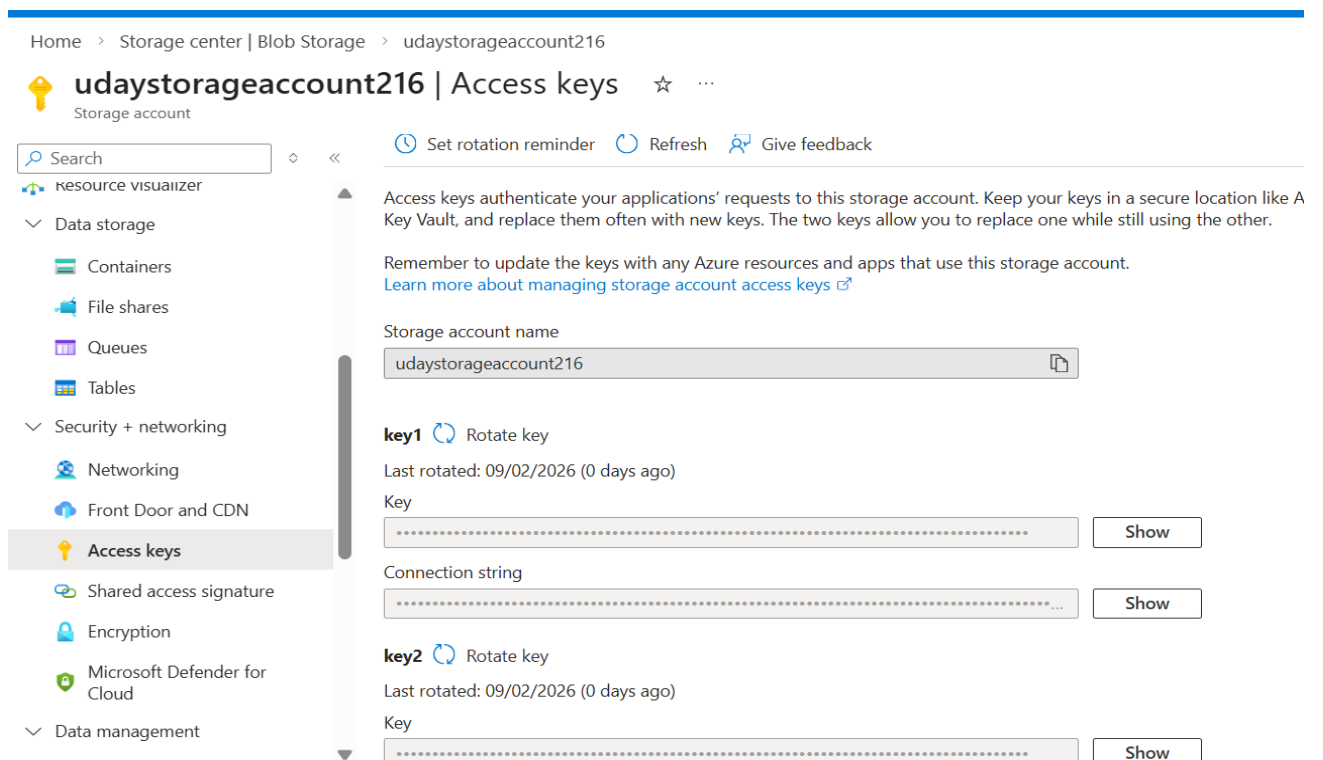 Home > Storage center | Blob Storage > udaystorageaccount216
udaystorageaccount216 | Access keys
Storage account
Search
Resource visualizer
Data storage
Containers
File shares
Queues
Tables
Security + networking
Networking
Front Door and CDN
Access keys
Shared access signature
Encryption
Microsoft Defender for
Cloud
Data management
Set rotation reminder Refresh Give feedback
Access keys authenticate your applications' requests to this storage account. Keep your keys in a secure location like A
Key Vault, and replace them often with new keys. The two keys allow you to replace one while still using the other.
Remember to update the keys with any Azure resources and apps that use this storage account.
Learn more about managing storage account access keys
Storage account name
udaystorageaccount216
key1 Rotate key
Last rotated: 09/02/2026 (0 days ago)
Key
Show
Connection string
Show
key2 Rotate key
Last rotated: 09/02/2026 (0 days ago)
Key
Show